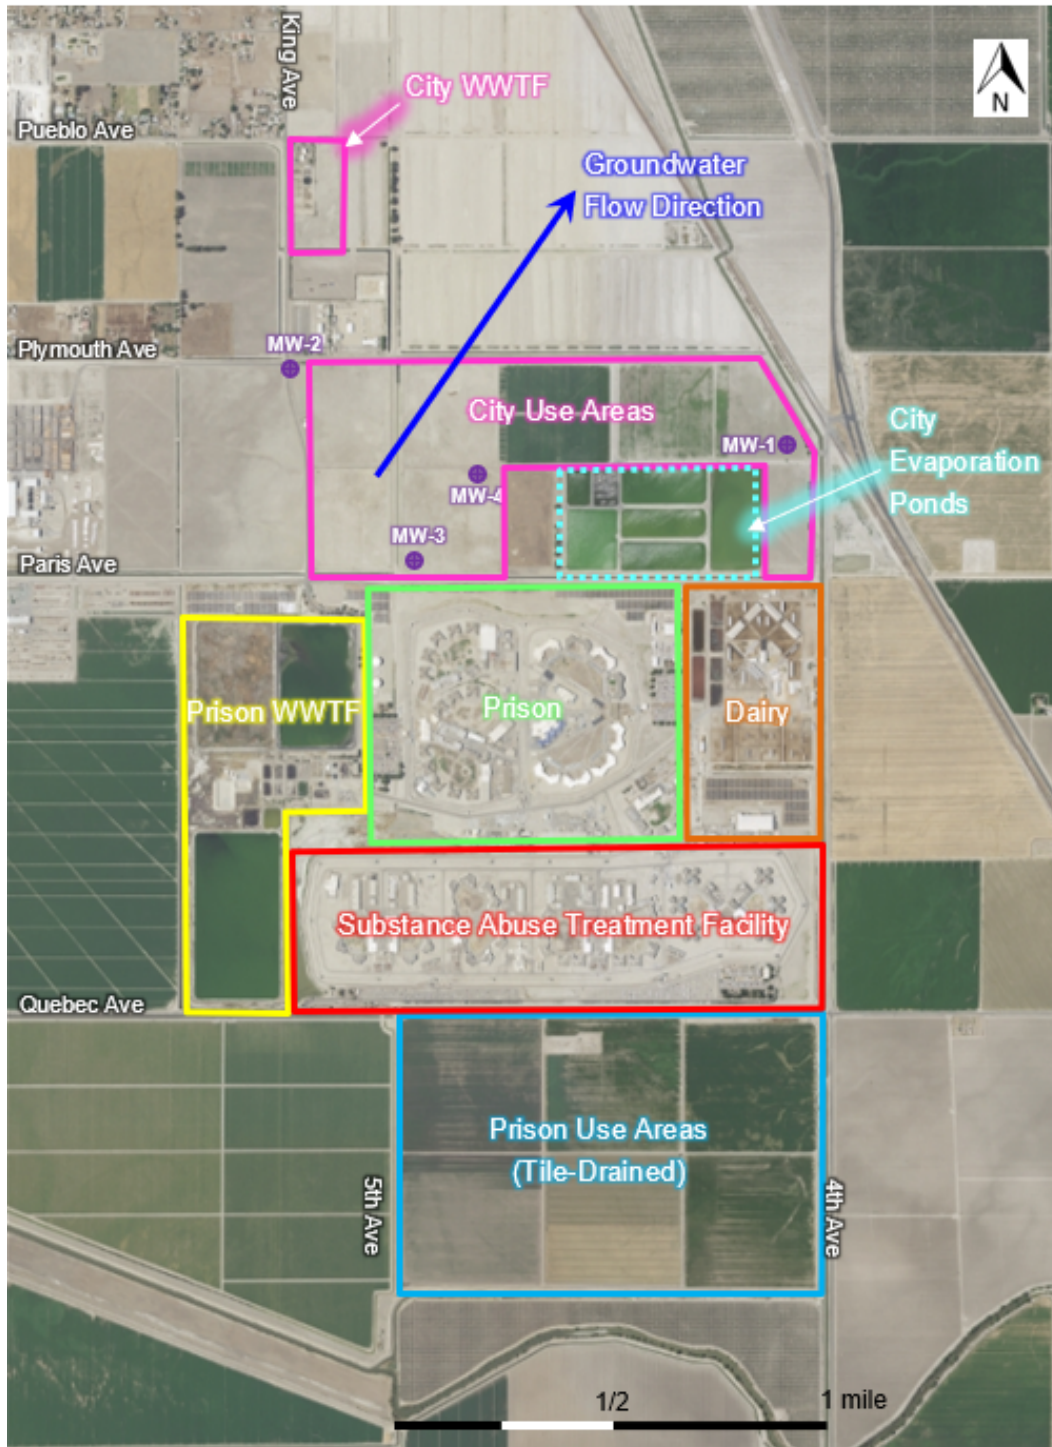 King Ave
City WWTF
N
Pueblo Ave
Groundwater
Flow Direction
Plymouth Ave
MW-2
City Use Areas
City
Evaporation
Ponds
MW-1
MW-4
MW-3
Paris Ave
Prison WWTF
Prison
Dairy
Substance Abuse Treatment Facility
Quebec Ave
Prison Use Areas
(Tile-Drained)
5th Ave
4th Ave
1/2
1 mile